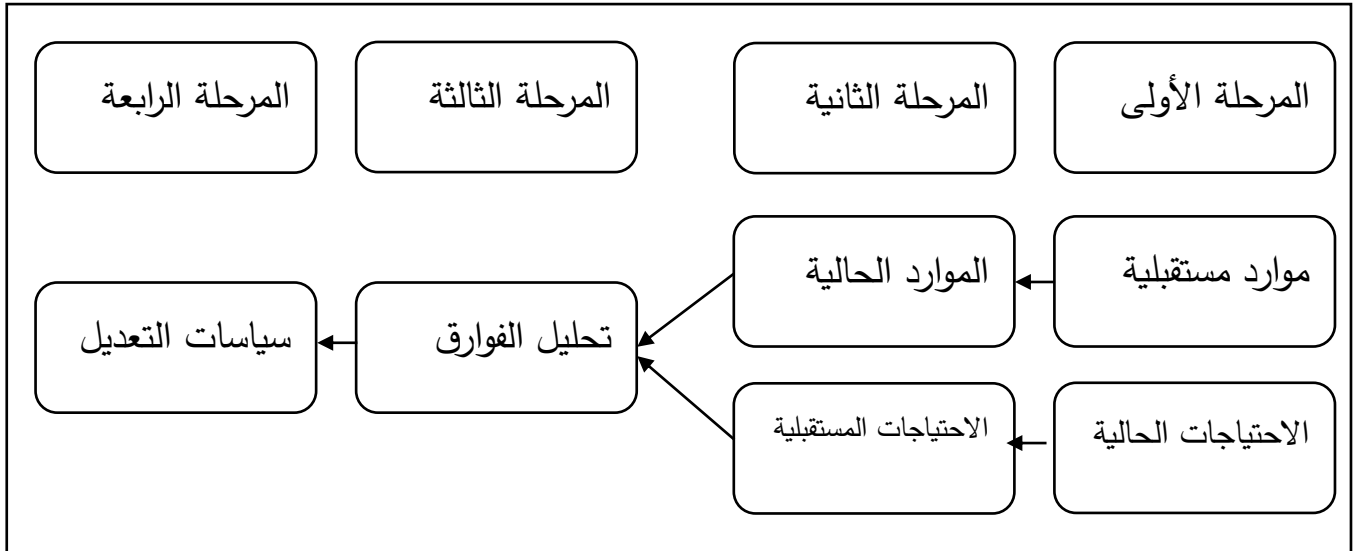 المرحلة الأولى
المرحلة الثانية
المرحلة الثالثة
المرحلة الرابعة
موارد مستقبلية
الموارد الحالية
تحليل الفوارق
سياسات التعديل
الاحتياجات الحالية
الاحتياجات المستقبلية